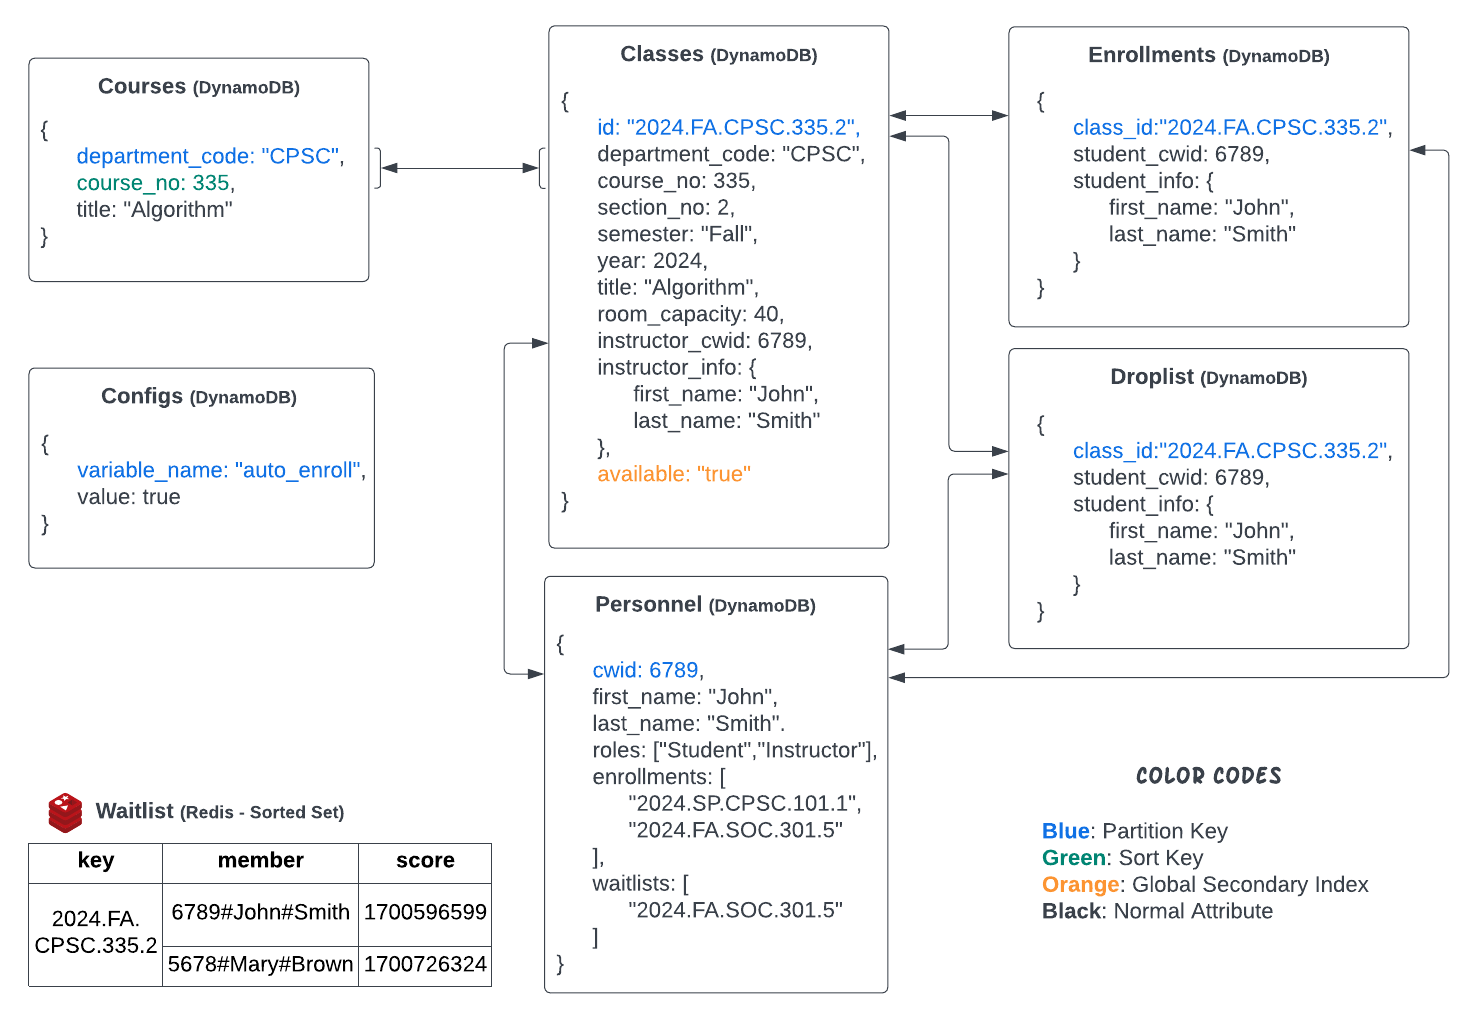 Courses (DynamoDB)
{
department_code: "CPSC",
course_no: 335,
title: "Algorithm"
}
Configs (DynamoDB)
{
variable_name: "auto_enroll",
value: true
}
Classes (DynamoDB)
{
id: "2024.FA.CPSC.335.2",
department_code: "CPSC",
course_no: 335,
section_no: 2,
semester: "Fall",
year: 2024,
title: "Algorithm",
room_capacity: 40,
instructor_cwid: 6789,
instructor_info: {
first_name: "John",
last_name: "Smith"
},
available: "true"
}
Enrollments (DynamoDB)
{
class_id:"2024.FA.CPSC.335.2",
student_cwid: 6789,
student_info: {
first_name: "John",
last_name: "Smith"
}
}
Droplist (DynamoDB)
{
class_id:"2024.FA.CPSC.335.2",
student_cwid: 6789,
student_info: {
first_name: "John",
last_name: "Smith"
}
}
Personnel (DynamoDB)
{
cwid: 6789,
first_name: "John",
last_name: "Smith".
roles: ["Student","Instructor"],
enrollments: [
"2024.SP.CPSC.101.1",
"2024.FA.SOC.301.5"
],
waitlists: [
"2024.FA.SOC.301.5"
]
}
Waitlist (Redis - Sorted Set)
key member score
2024.FA.
CPSC.335.2
6789#John#Smith 1700596599
5678#Mary#Brown 1700726324
COLOR CODES
Blue: Partition Key
Green: Sort Key
Orange: Global Secondary Index
Black: Normal Attribute